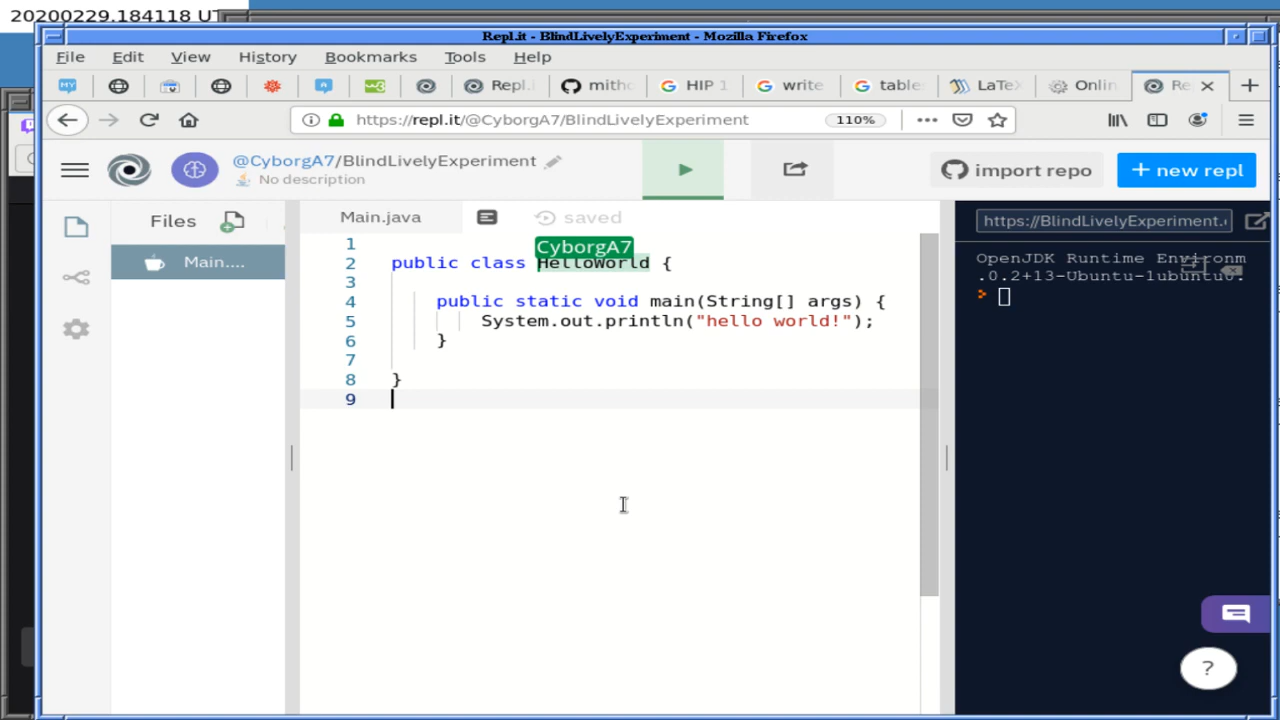 20200229.184118 UT
Repl.it - BlindLivelyExperiment - Mozilla Firefox
File Edit View History Bookmarks Tools Help
Repl. mitho HIP 1 write table LaTeX Onlin Re
https://repl.it/@CyborgA7/BlindLivelyExperiment 110%
@CyborgA7/BlindLivelyExperiment
No description
import repo
+ new repl
Files
Main....
Main.java
saved
CyborgA7
1
2 public class HelloWorld {
3
4 public static void main(String[] args) {
5 System.out.println("hello world!");
6 }
7
8 }
9
https://BlindLivelyExperiment.
OpenJDK Runtime Environm
.0.2+13-Ubuntu-1ubuntu0.
>
?